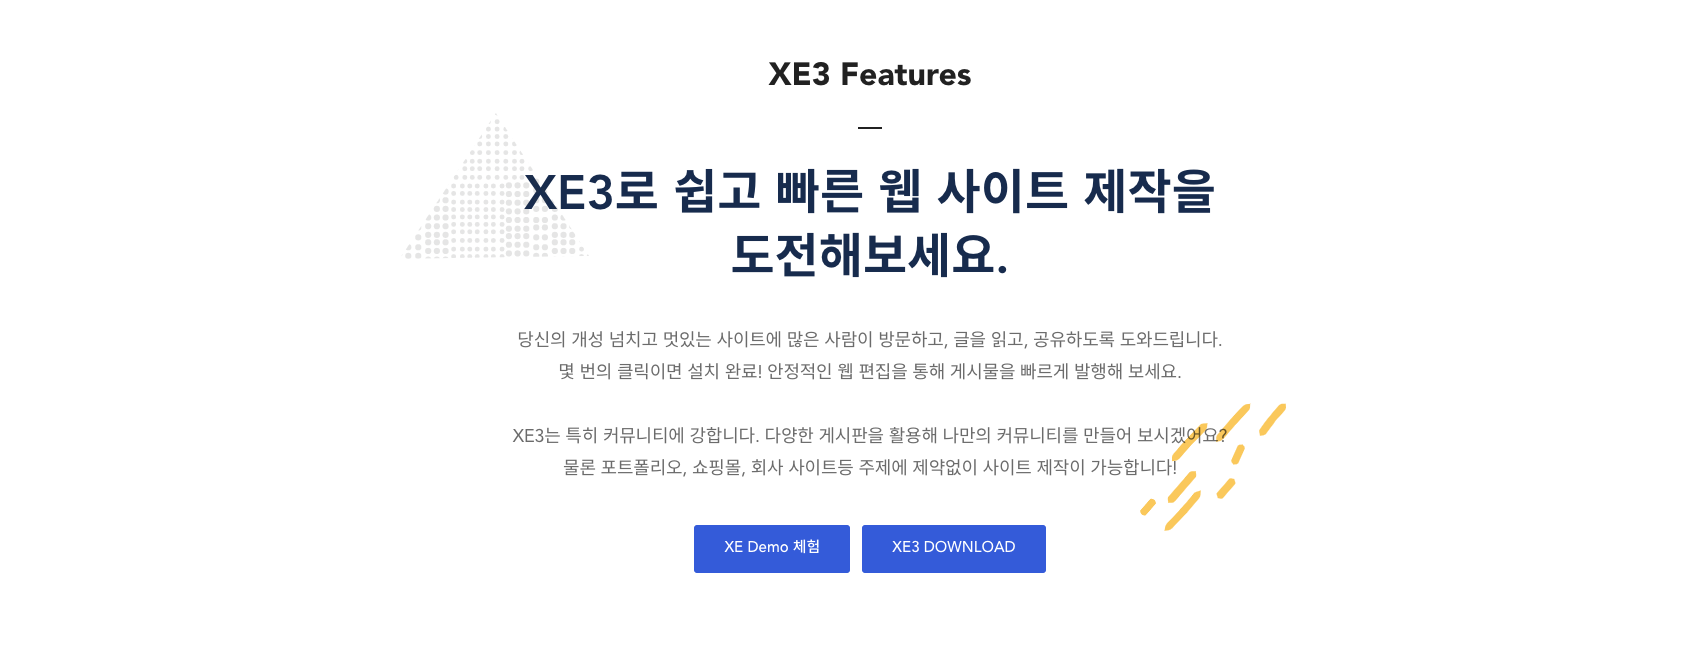 XE3 Features
XE3로 쉽고 빠른 웹 사이트 제작을
도전해보세요.
당신의 개성 넘치고 멋있는 사이트에 많은 사람이 방문하고, 글을 읽고, 공유하도록 도와드립니다.
몇 번의 클릭이면 설치 완료! 안정적인 웹 편집을 통해 게시물을 빠르게 발행해 보세요.
XE3는 특히 커뮤니티에 강합니다. 다양한 게시판을 활용해 나만의 커뮤니티를 만들어 보시겠어요?
물론 포트폴리오, 쇼핑몰, 회사 사이트등 주제에 제약없이 사이트 제작이 가능합니다!
XE Demo 체험
XE3 DOWNLOAD